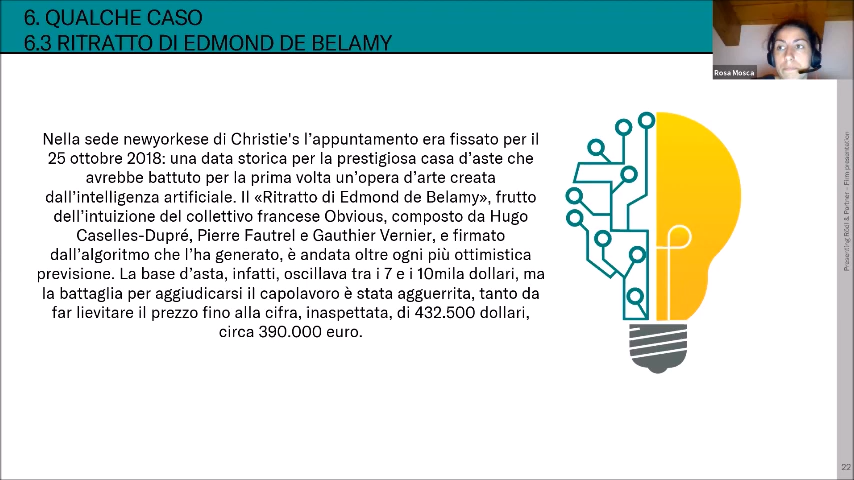 6. QUALCHE CASO
6.3 RITRATTO DI EDMOND DE BELAMY
Rosa Mosca
Nella sede newyorkese di Christie's l'appuntamento era fissato per il
25 ottobre 2018: una data storica per la prestigiosa casa d'aste che
avrebbe battuto per la prima volta un'opera d'arte creata
dall'intelligenza artificiale. Il «Ritratto di Edmond de Belamy», frutto
dell'intuizione del collettivo francese Obvious, composto da Hugo
Caselles-Dupré, Pierre Fautrel e Gauthier Vernier, e firmato
dall'algoritmo che l'ha generato, è andata oltre ogni più ottimistica
previsione. La base d'asta, infatti, oscillava tra i 7 e i 10mila dollari, ma
la battaglia per aggiudicarsi il capolavoro è stata agguerrita, tanto da
far lievitare il prezzo fino alla cifra, inaspettata, di 432.500 dollari,
circa 390.000 euro.
Presenting Rödl & Partner - Firm presentation
22